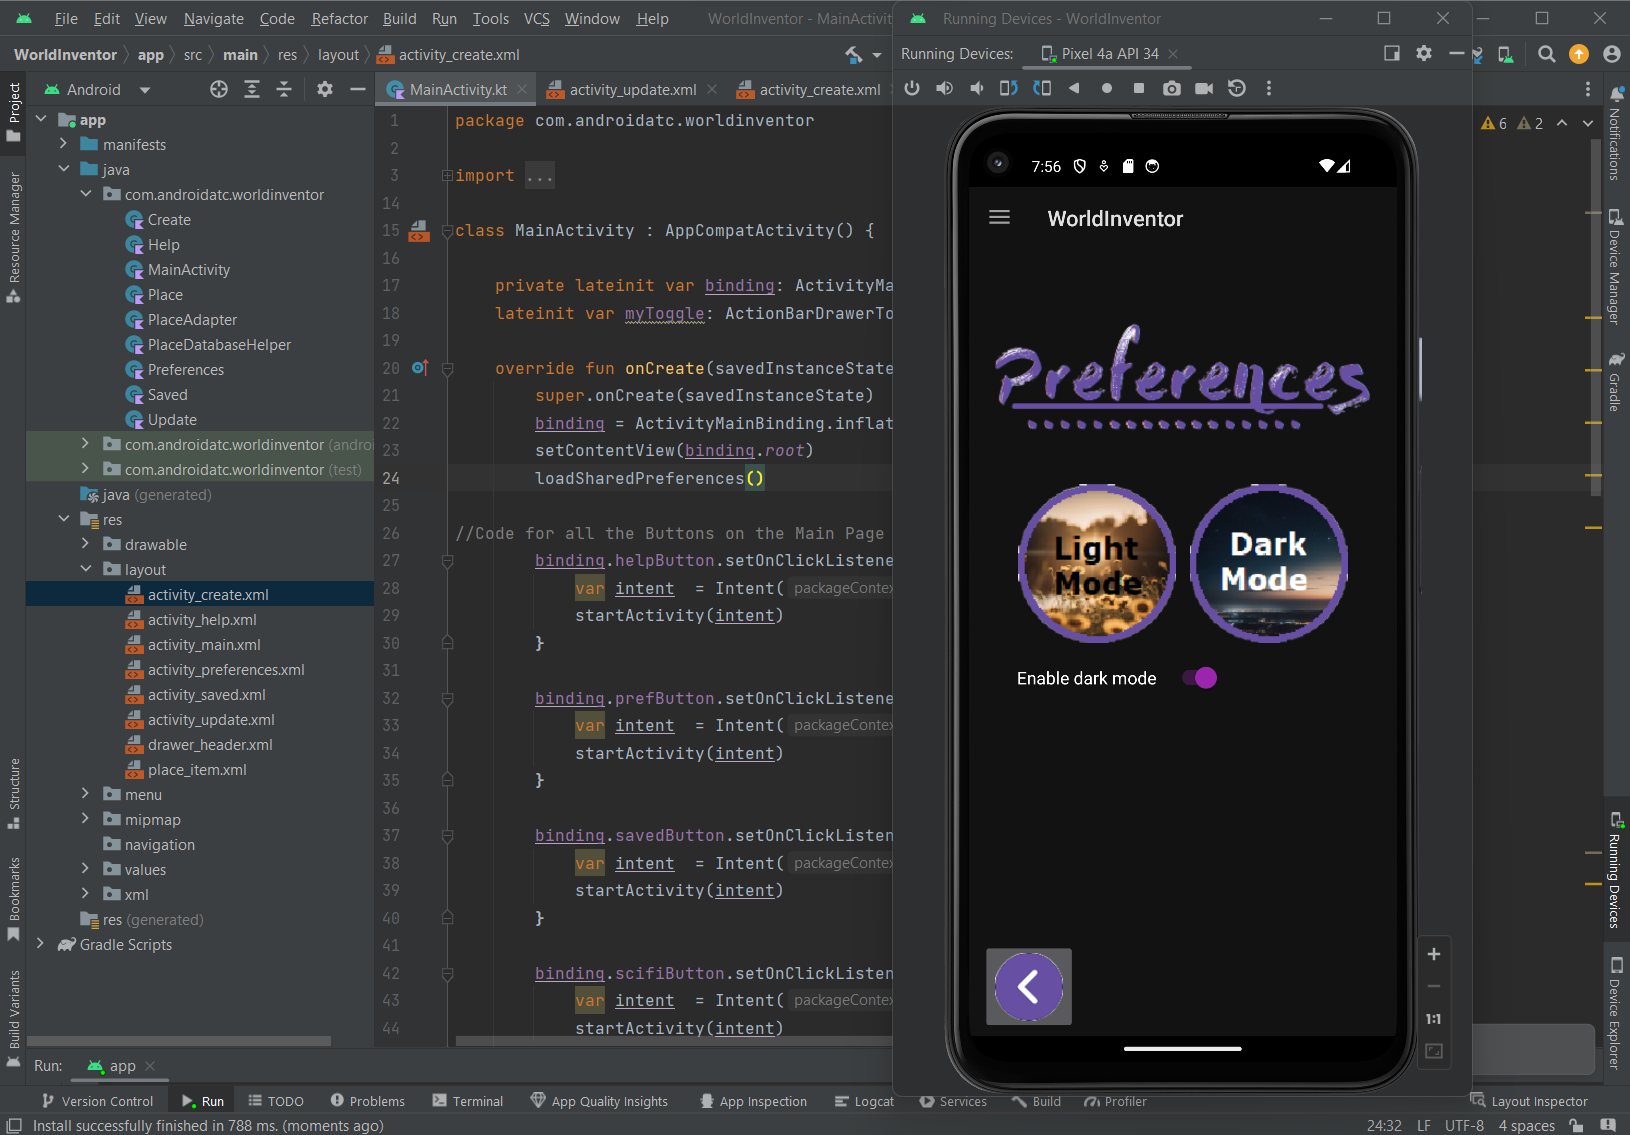 File Edit View Navigate Code Refactor Build Run Tools VCS Window Help WorldInventor - MainActivit
Running Devices - WorldInventor
WorldInventor app src main res layout activity_create.xml
Running Devices: Pixel 4a API 34
Android
MainActivity.kt activity_update.xml activity_create.xml
Project
Resource Manager
Structure
Bookmarks
Build Variants
app
manifests
java
com.androidatc.worldinventor
Create
Help
MainActivity
Place
PlaceAdapter
PlaceDatabaseHelper
Preferences
Saved
Update
com.androidatc.worldinventor (andro
com.androidatc.worldinventor (test)
java (generated)
res
drawable
layout
activity_create.xml
activity_help.xml
activity_main.xml
activity_preferences.xml
activity_saved.xml
activity_update.xml
drawer_header.xml
place_item.xml
menu
mipmap
navigation
values
xml
res (generated)
Gradle Scripts
1 package com.androidatc.worldinventor
2
3 import ...
14
15 class MainActivity : AppCompatActivity() {
16
17 private lateinit var binding: ActivityMa
18 lateinit var myToggle: ActionBarDrawerTo
19
20 override fun onCreate(savedInstanceState
21 super.onCreate(savedInstanceState)
22 binding = ActivityMainBinding.inflat
23 setContentView(binding.root)
24 loadSharedPreferences()
25
26 //Code for all the Buttons on the Main Page
27 binding.helpButton.setOnClickListene
28 var intent = Intent( packageContex
29 startActivity(intent)
30 }
31
32 binding.prefButton.setOnClickListene
33 var intent = Intent( packageContex
34 startActivity(intent)
35 }
36
37 binding.savedButton.setOnClickListen
38 var intent = Intent( packageContex
39 startActivity(intent)
40 }
41
42 binding.scifiButton.setOnClickListen
43 var intent = Intent( packageContex
44 startActivity(intent)
7:56
WorldInventor
Preferences
Light Mode
Dark Mode
Enable dark mode
1:1
6 2
Notifications
Device Manager
Gradle
Running Devices
Device Explorer
Run: app
Version Control Run TODO Problems Terminal App Quality Insights App Inspection Logcat Services Build Profiler Layout Inspector
Install successfully finished in 788 ms. (moments ago)
24:32 LF UTF-8 4 spaces